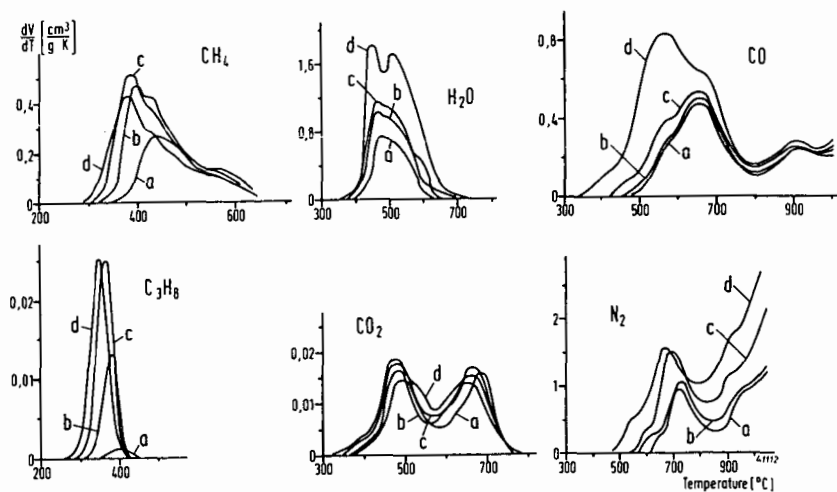 dV/dT [cm³/g K]
CH₄
0,4
0,2
0
200
400
600
a
b
c
d
H₂O
1,6
0,8
0
300
500
700
a
b
c
d
CO
0,8
0,4
0
300
500
700
900
a
b
c
d
C₃H₈
0,02
0,01
0
200
400
a
b
c
d
CO₂
0,02
0,01
0
300
500
700
a
b
c
d
N₂
2
1
0
300
500
700
900
a
b
c
d
41112
Temperature [°C]